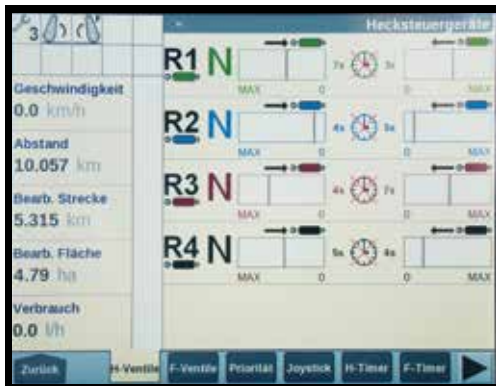 Hecksteuergeräte
3
R1 N
MAX 0 7s 3s 0 MAX
Geschwindigkeit
0.0 km/h
R2 N
MAX 0 4s 5s 0 MAX
Abstand
10.057 km
R3 N
MAX 0 4s 7s 0 MAX
Bearb. Strecke
5.315 km
R4 N
MAX 0 5s 4s 0 MAX
Bearb. Fläche
4.79 ha
Verbrauch
0.0 l/h
Zurück H-Ventile F-Ventile Priorität Joystick H-Timer F-Timer